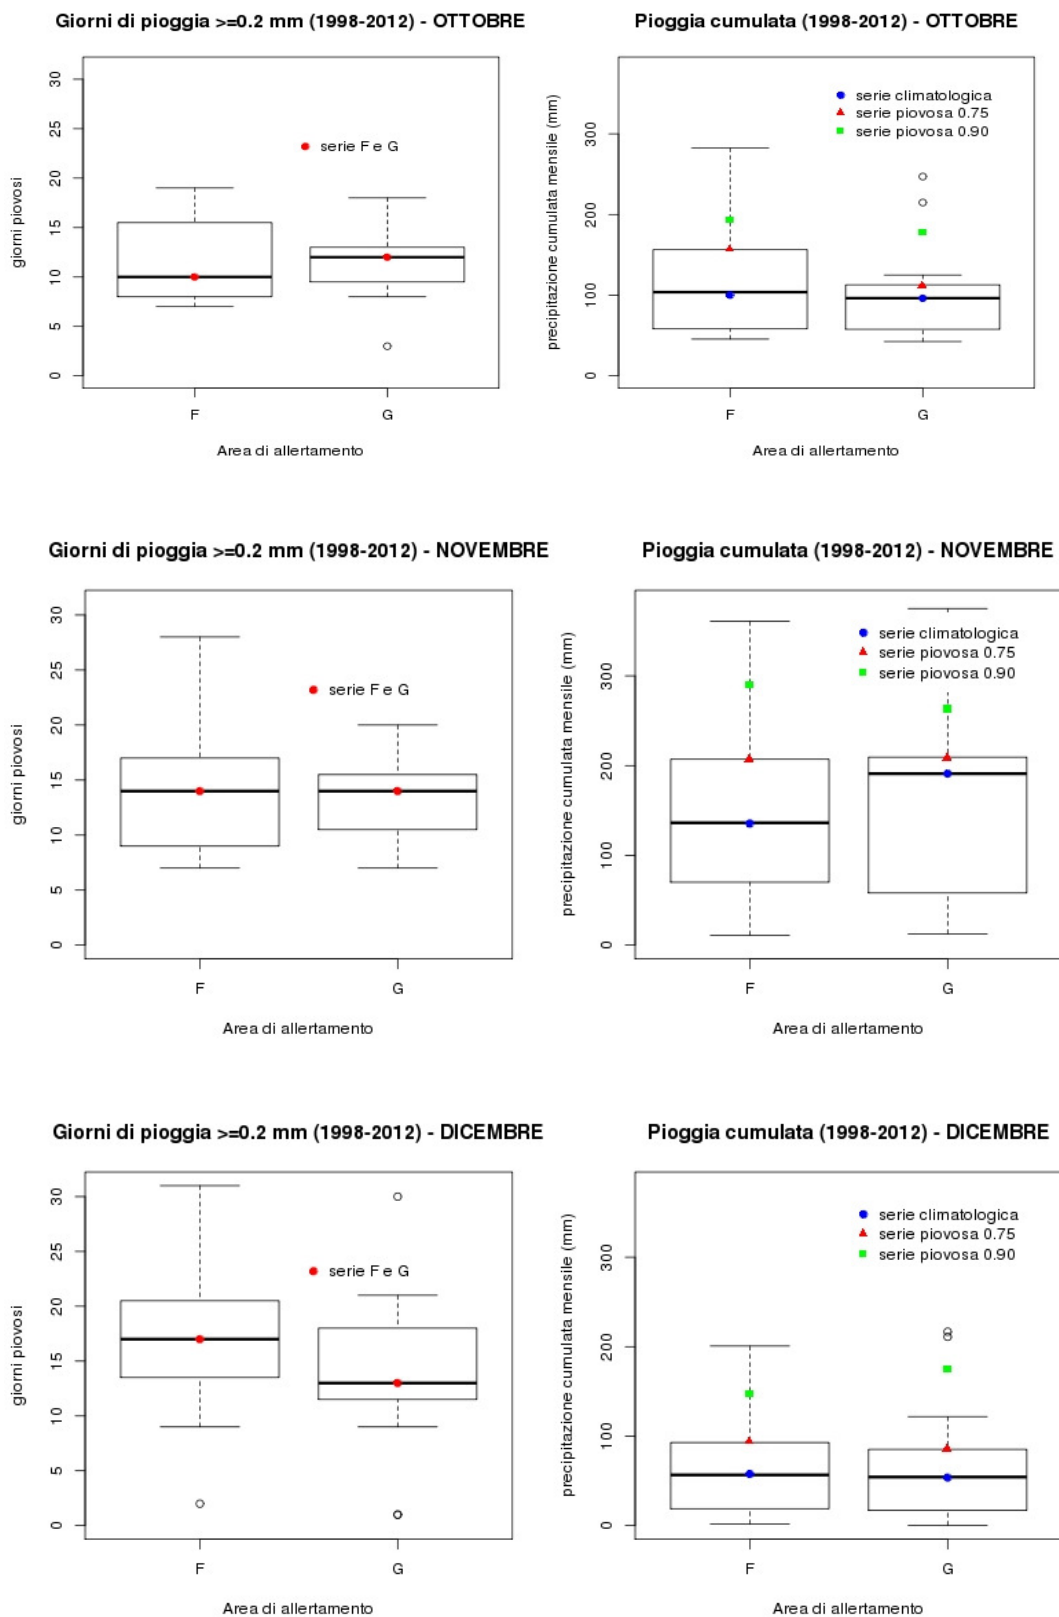 Giorni di pioggia >=0.2 mm (1998-2012) - OTTOBRE
giorni piovosi
30
25
20
15
10
5
0
serie F e G
F
G
Area di allertamento
Pioggia cumulata (1998-2012) - OTTOBRE
precipitazione cumulata mensile (mm)
300
200
100
0
serie climatologica
serie piovosa 0.75
serie piovosa 0.90
F
G
Area di allertamento
Giorni di pioggia >=0.2 mm (1998-2012) - NOVEMBRE
giorni piovosi
30
25
20
15
10
5
0
serie F e G
F
G
Area di allertamento
Pioggia cumulata (1998-2012) - NOVEMBRE
precipitazione cumulata mensile (mm)
300
200
100
0
serie climatologica
serie piovosa 0.75
serie piovosa 0.90
F
G
Area di allertamento
Giorni di pioggia >=0.2 mm (1998-2012) - DICEMBRE
giorni piovosi
30
25
20
15
10
5
0
serie F e G
F
G
Area di allertamento
Pioggia cumulata (1998-2012) - DICEMBRE
precipitazione cumulata mensile (mm)
300
200
100
0
serie climatologica
serie piovosa 0.75
serie piovosa 0.90
F
G
Area di allertamento